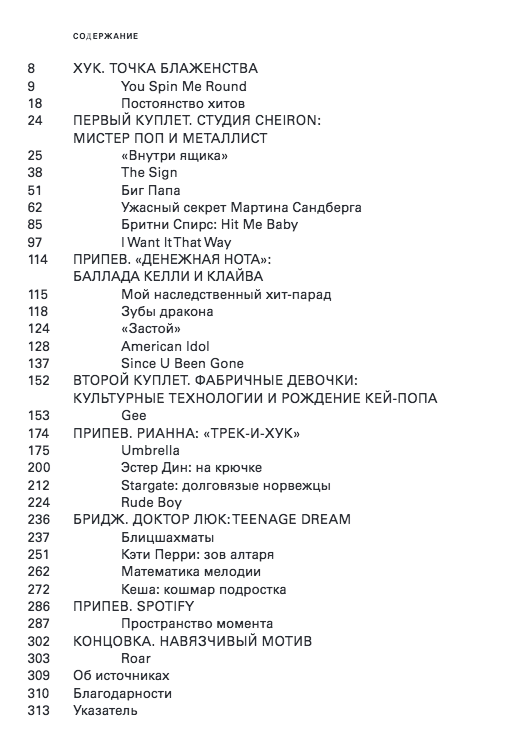 СОДЕРЖАНИЕ
8 ХУК. ТОЧКА БЛАЖЕНСТВА
9 You Spin Me Round
18 Постоянство хитов
24 ПЕРВЫЙ КУПЛЕТ. СТУДИЯ CHEIRON:
МИСТЕР ПОП И МЕТАЛЛИСТ
25 «Внутри ящика»
38 The Sign
51 Биг Папа
62 Ужасный секрет Мартина Сандберга
85 Бритни Спирс: Hit Me Baby
97 I Want It That Way
114 ПРИПЕВ. «ДЕНЕЖНАЯ НОТА»:
БАЛЛАДА КЕЛЛИ И КЛАЙВА
115 Мой наследственный хит-парад
118 Зубы дракона
124 «Застой»
128 American Idol
137 Since U Been Gone
152 ВТОРОЙ КУПЛЕТ. ФАБРИЧНЫЕ ДЕВОЧКИ:
КУЛЬТУРНЫЕ ТЕХНОЛОГИИ И РОЖДЕНИЕ КЕЙ-ПОПА
153 Gee
174 ПРИПЕВ. РИАННА: «ТРЕК-И-ХУК»
175 Umbrella
200 Эстер Дин: на крючке
212 Stargate: долговязые норвежцы
224 Rude Boy
236 БРИДЖ. ДОКТОР ЛЮК: TEENAGE DREAM
237 Блицшахматы
251 Кэти Перри: зов алтаря
262 Математика мелодии
272 Кеша: кошмар подростка
286 ПРИПЕВ. SPOTIFY
287 Пространство момента
302 КОНЦОВКА. НАВЯЗЧИВЫЙ МОТИВ
303 Roar
309 Об источниках
310 Благодарности
313 Указатель